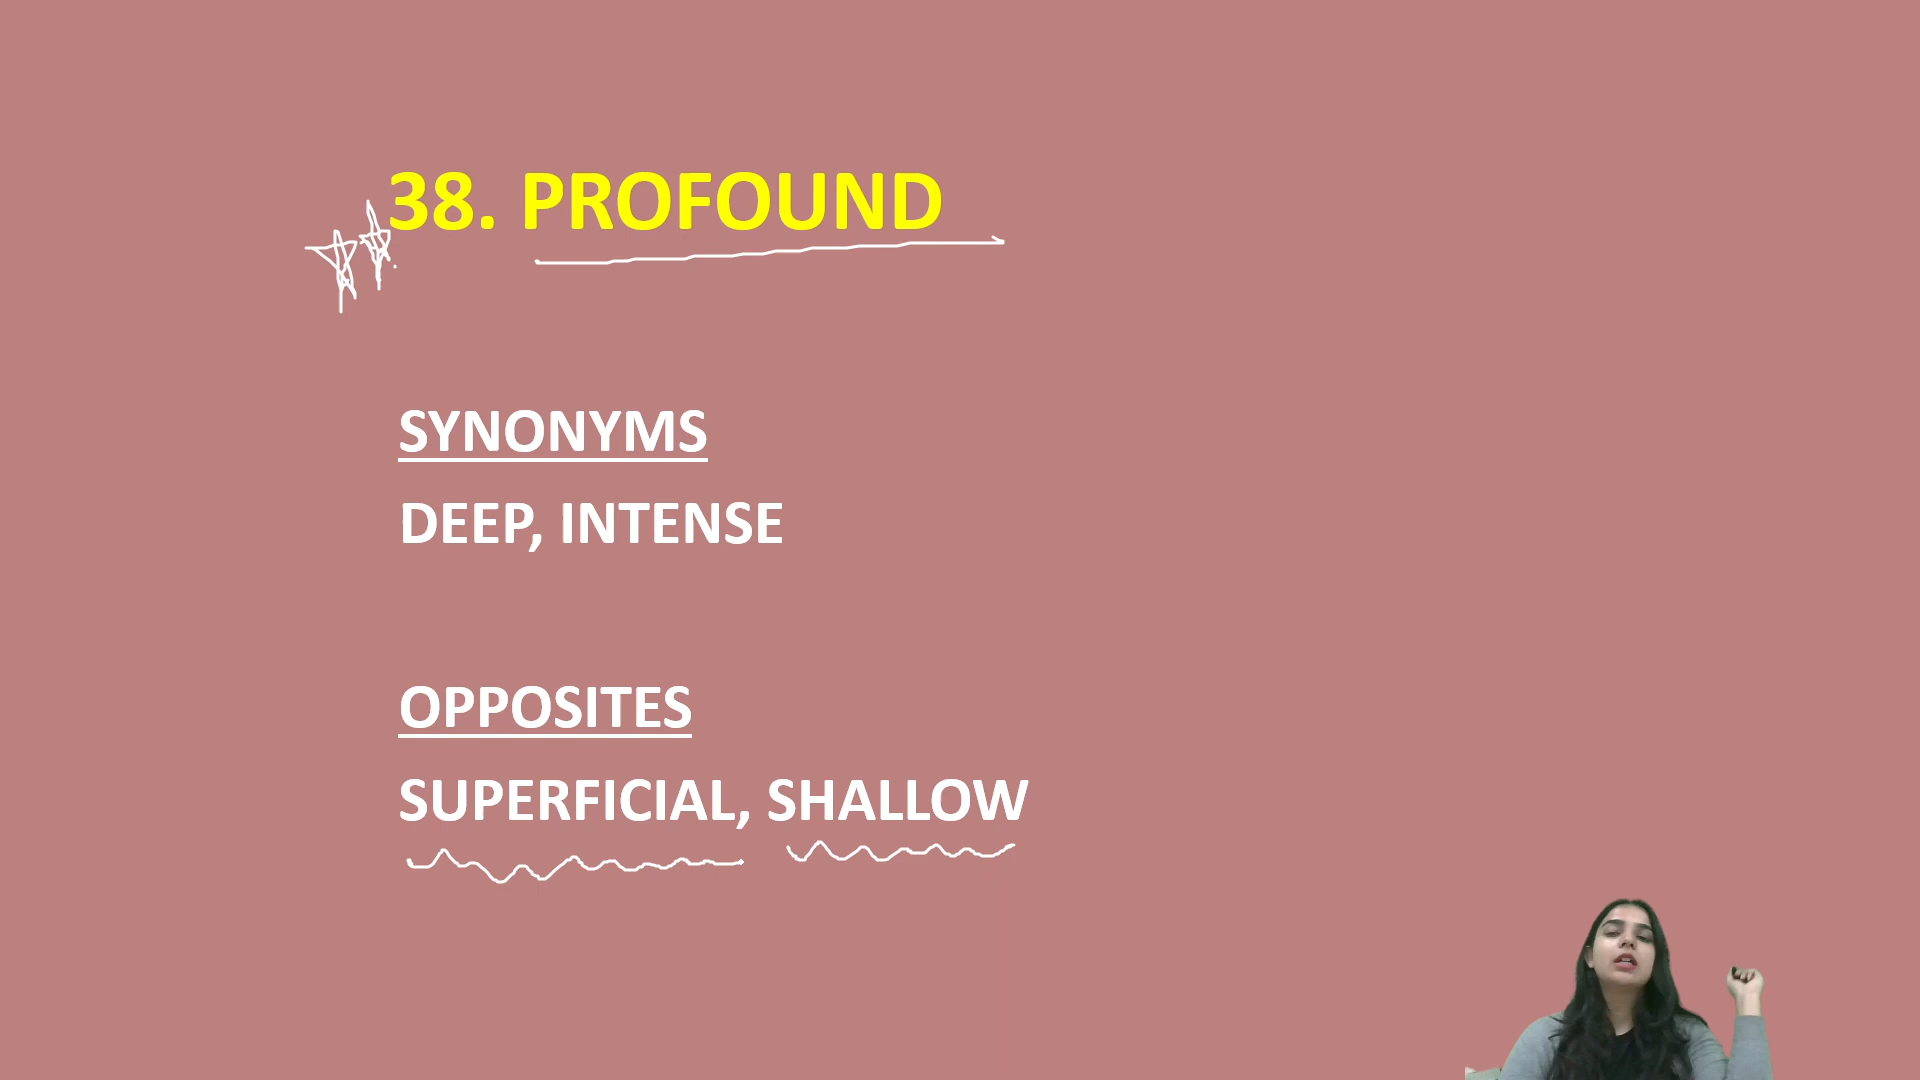 38. PROFOUND
SYNONYMS
DEEP, INTENSE
OPPOSITES
SUPERFICIAL, SHALLOW